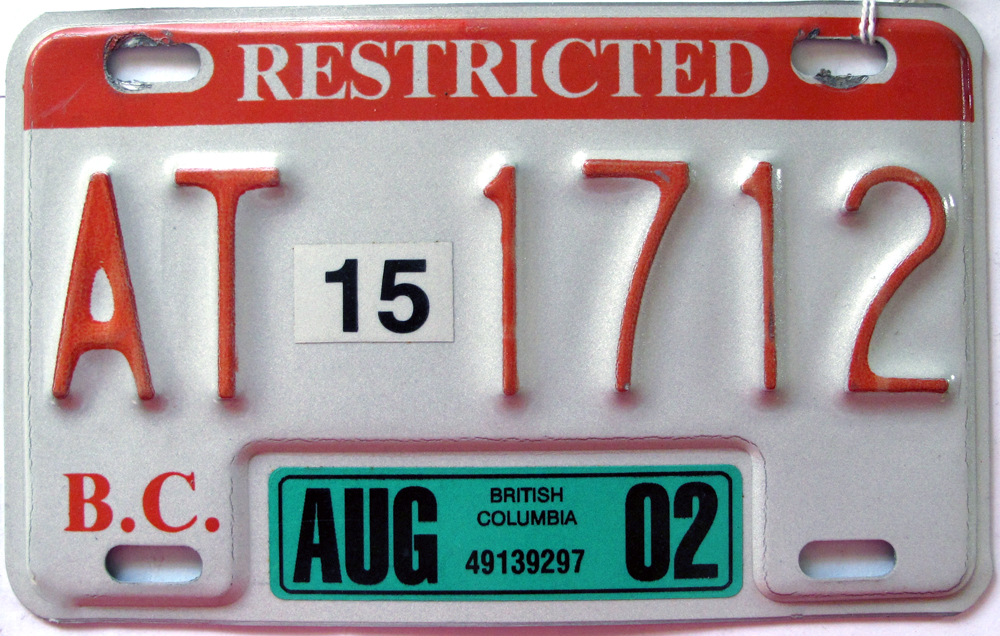 RESTRICTED
AT 15 1712
B.C.
AUG BRITISH COLUMBIA 02
49139297